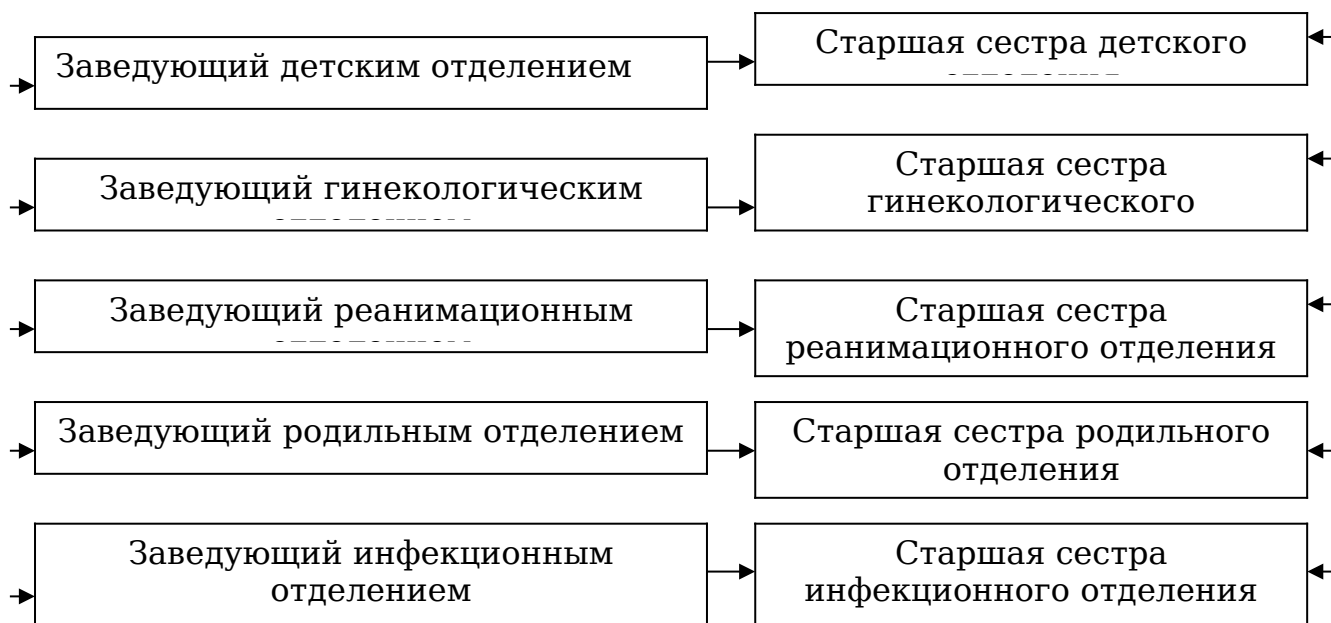 Заведующий детским отделением
Старшая сестра детского
Заведующий гинекологическим
Старшая сестра
гинекологического
Заведующий реанимационным
Старшая сестра
реанимационного отделения
Заведующий родильным отделением
Старшая сестра родильного
отделения
Заведующий инфекционным
отделением
Старшая сестра
инфекционного отделения